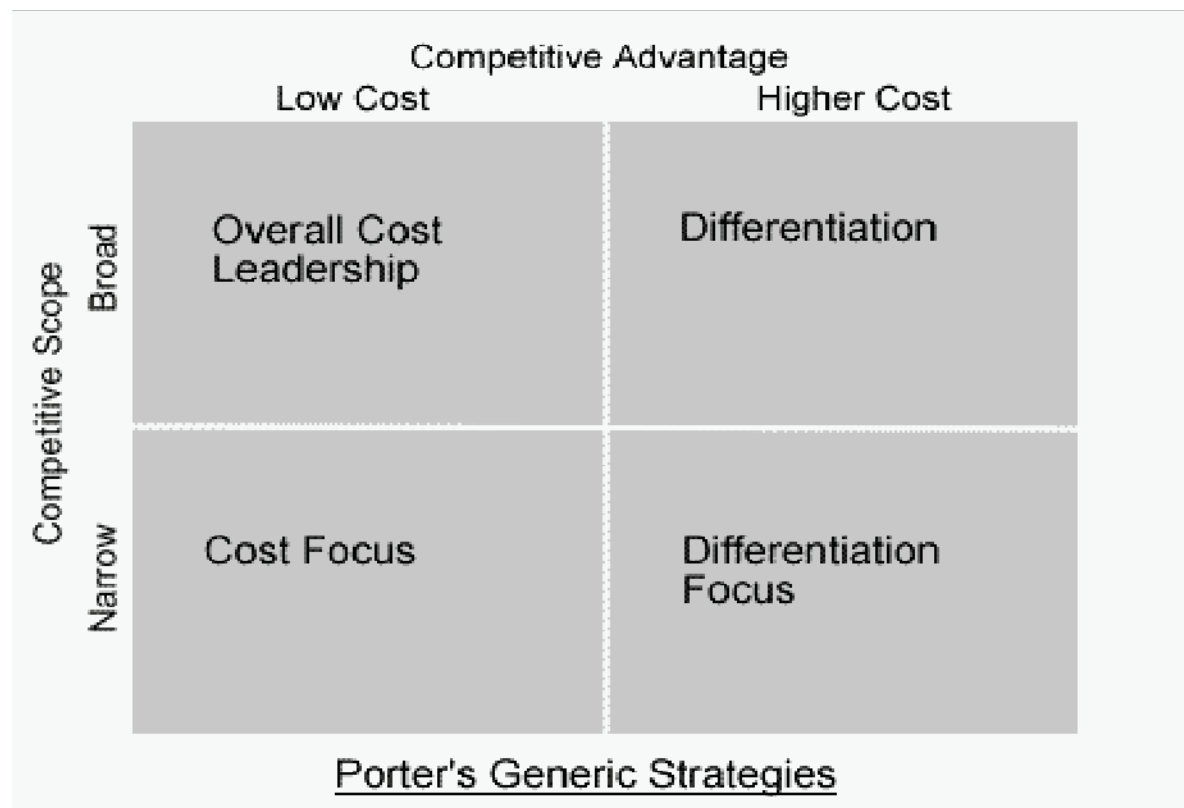 Competitive Advantage
Low Cost
Higher Cost
Competitive Scope
Broad
Overall Cost
Leadership
Differentiation
Narrow
Cost Focus
Differentiation
Focus
Porter's Generic Strategies